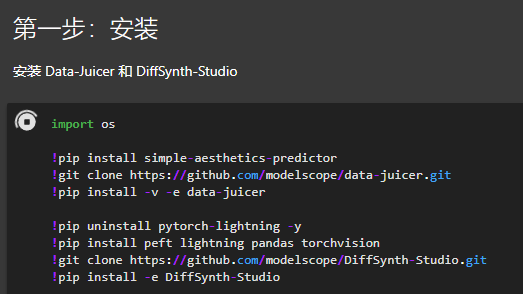 第一步：安装
安装 Data-Juicer 和 DiffSynth-Studio
import os
!pip install simple-aesthetics-predictor
!git clone https://github.com/modelscope/data-juicer.git
!pip install -v -e data-juicer
!pip uninstall pytorch-lightning -y
!pip install peft lightning pandas torchvision
!git clone https://github.com/modelscope/DiffSynth-Studio.git
!pip install -e DiffSynth-Studio